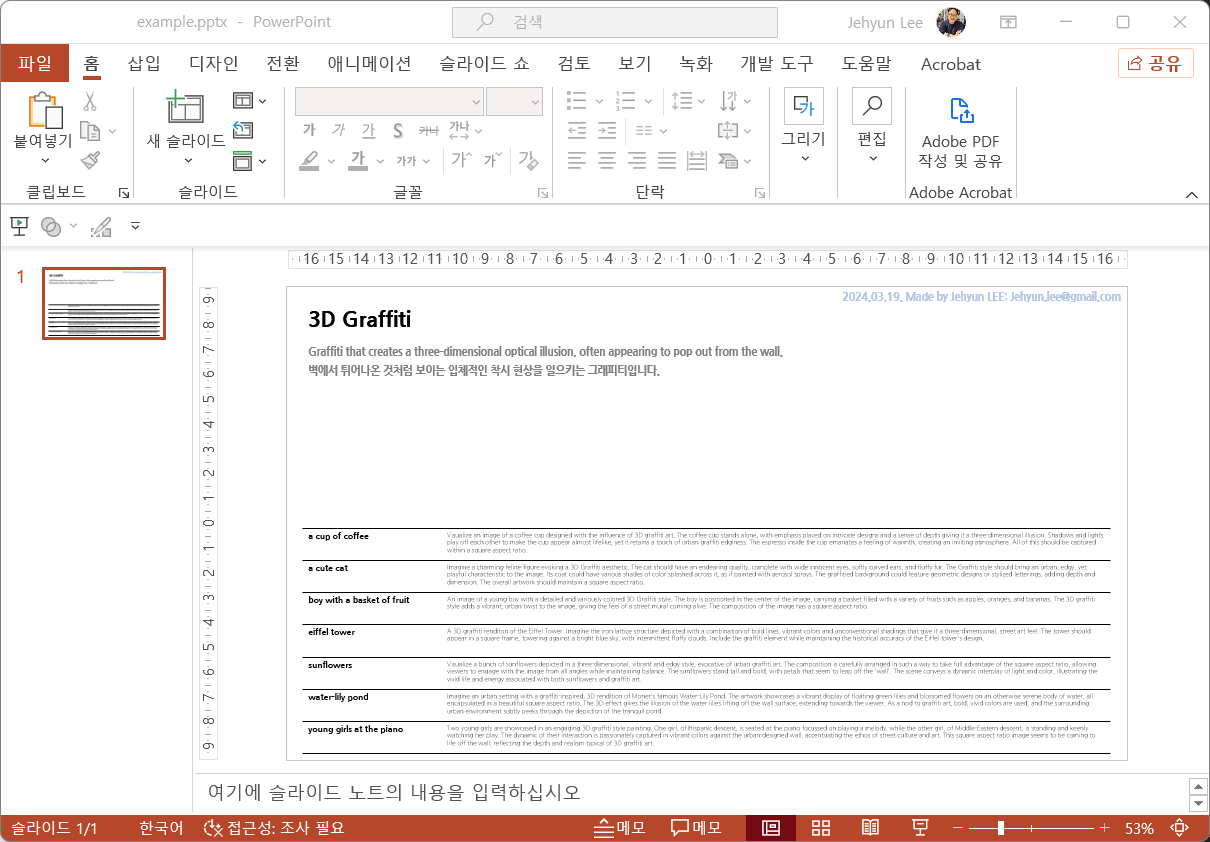 example.pptx - PowerPoint
검색
Jehyun Lee
파일 홈 삽입 디자인 전환 애니메이션 슬라이드 쇼 검토 보기 녹화 개발 도구 도움말 Acrobat 공유
붙여넣기
새 슬라이드
가 가 가 S 가나 가나
가 가가 가 가 가
그리기
편집
Adobe PDF
작성 및 공유
클립보드 슬라이드 글꼴 단락 Adobe Acrobat
16 15 14 13 12 11 10 9 8 7 6 5 4 3 2 1 0 1 2 3 4 5 6 7 8 9 10 11 12 13 14 15 16
9 8 7 6 5 4 3 2 1 0 1 2 3 4 5 6 7 8 9
1
2024.03.19. Made by Jehyun LEE: Jehyun.lee@gmail.com
3D Graffiti
Graffiti that creates a three-dimensional optical illusion, often appearing to pop out from the wall.
벽에서 튀어나온 것처럼 보이는 입체적인 착시 현상을 일으키는 그래피티입니다.
a cup of coffee
Visualize an image of a coffee cup designed with the influence of 3D graffiti art. The coffee cup stands alone, with emphasis placed on intricate designs and a sense of depth giving it a three-dimensional illusion. Shadows and lights
play off each other to make the cup appear almost lifelike, yet it retains a touch of urban graffiti edginess. The espresso inside the cup emanates a feeling of warmth, creating an inviting atmosphere. All of this should be captured
within a square aspect ratio.
a cute cat
Imagine a charming feline figure evoking a 3D Graffiti aesthetic. The cat should have an endearing quality, complete with wide innocent eyes, softly curved ears, and fluffy fur. The Graffiti style should bring an urban, edgy, yet
playful characteristic to the image. Its coat could have various shades of color splashed across it, as if painted with aerosol sprays. The graffitied background could feature geometric designs or stylized letterings, adding depth and
dimension. The overall artwork should maintain a square aspect ratio.
boy with a basket of fruit
An image of a young boy with a detailed and variously colored 3D Graffiti style. The boy is positioned in the center of the image, carrying a basket filled with a variety of fruits such as apples, oranges, and bananas. The 3D graffiti
style adds a vibrant, urban twist to the image, giving the feel of a street mural coming alive. The composition of the image has a square aspect ratio.
eiffel tower
A 3D graffiti rendition of the Eiffel Tower. Imagine the iron lattice structure depicted with a combination of bold lines, vibrant colors and unconventional shadings that give it a three-dimensional, street art feel. The tower should
appear in a square frame, towering against a bright blue sky, with intermittent fluffy clouds. Include the graffiti element while maintaining the historical accuracy of the Eiffel tower's design.
sunflowers
Visualize a bunch of sunflowers depicted in a three-dimensional, vibrant and edgy style, evocative of urban graffiti art. The composition is carefully arranged in such a way to take full advantage of the square aspect ratio, allowing
viewers to engage with the image from all angles while maintaining balance. The sunflowers stand tall and bold, with petals that seem to leap off the 'wall'. The scene conveys a dynamic interplay of light and color, illustrating the
vivid life and energy associated with both sunflowers and graffiti art.
water-lily pond
Imagine an urban setting with a graffiti-inspired, 3D rendition of Monet's famous Water-Lily Pond. The artwork showcases a vibrant display of floating green lilies and blossomed flowers on an otherwise serene body of water, all
encapsulated in a beautiful square aspect ratio. The 3D effect gives the illusion of the water lilies lifting off the wall surface, extending towards the viewer. As a nod to graffiti art, bold, vivid colors are used, and the surrounding
urban environment subtly peeks through the depiction of the tranquil pond.
young girls at the piano
Two young girls are showcased in an engaging 3D graffiti style painting. One girl, of Hispanic descent, is seated at the piano focussed on playing a melody, while the other girl, of Middle-Eastern descent, is standing and keenly
watching her play. The dynamic of their interaction is passionately captured in vibrant colors against the urban-designed wall, accentuating the ethos of street culture and art. This square aspect ratio image seems to be coming to
life off the wall, reflecting the depth and realism typical of 3D graffiti art.
여기에 슬라이드 노트의 내용을 입력하십시오
슬라이드 1/1 한국어 접근성: 조사 필요 메모 메모 53%